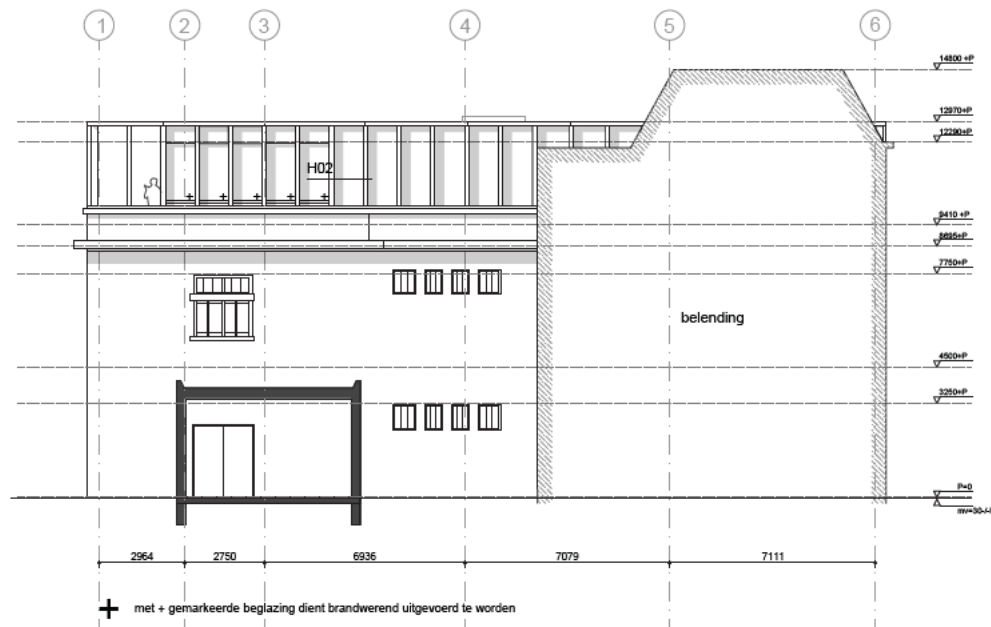 1 2 3 4 5 6
14800 +P
12970+P
12290+P
H02
9410 +P
8695+P
7750+P
belending
4500+P
3250+P
P=0
2964 2750 6936 7079 7111
+ met + gemarkeerde beglazing dient brandwerend uitgevoerd te worden